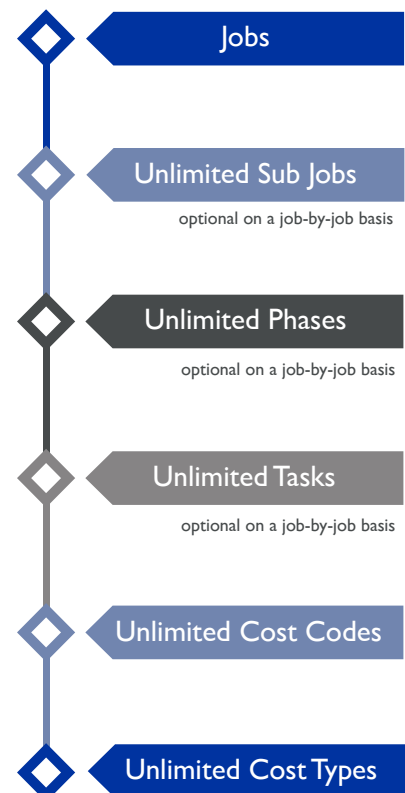 Jobs
Unlimited Sub Jobs
optional on a job-by-job basis
Unlimited Phases
optional on a job-by-job basis
Unlimited Tasks
optional on a job-by-job basis
Unlimited Cost Codes
Unlimited Cost Types